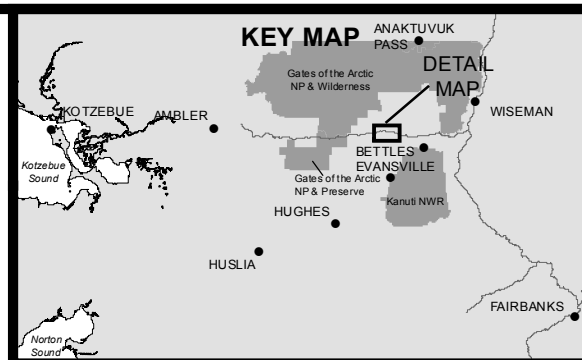 KEY MAP
ANAKTUVUK
PASS
Gates of the Arctic
NP & Wilderness
DETAIL
MAP
KOTZEBUE
AMBLER
WISEMAN
Kotzebue
Sound
BETTLES
EVANSVILLE
Gates of the Arctic
NP & Preserve
Kanuti NWR
HUGHES
HUSLIA
FAIRBANKS
Norton
Sound